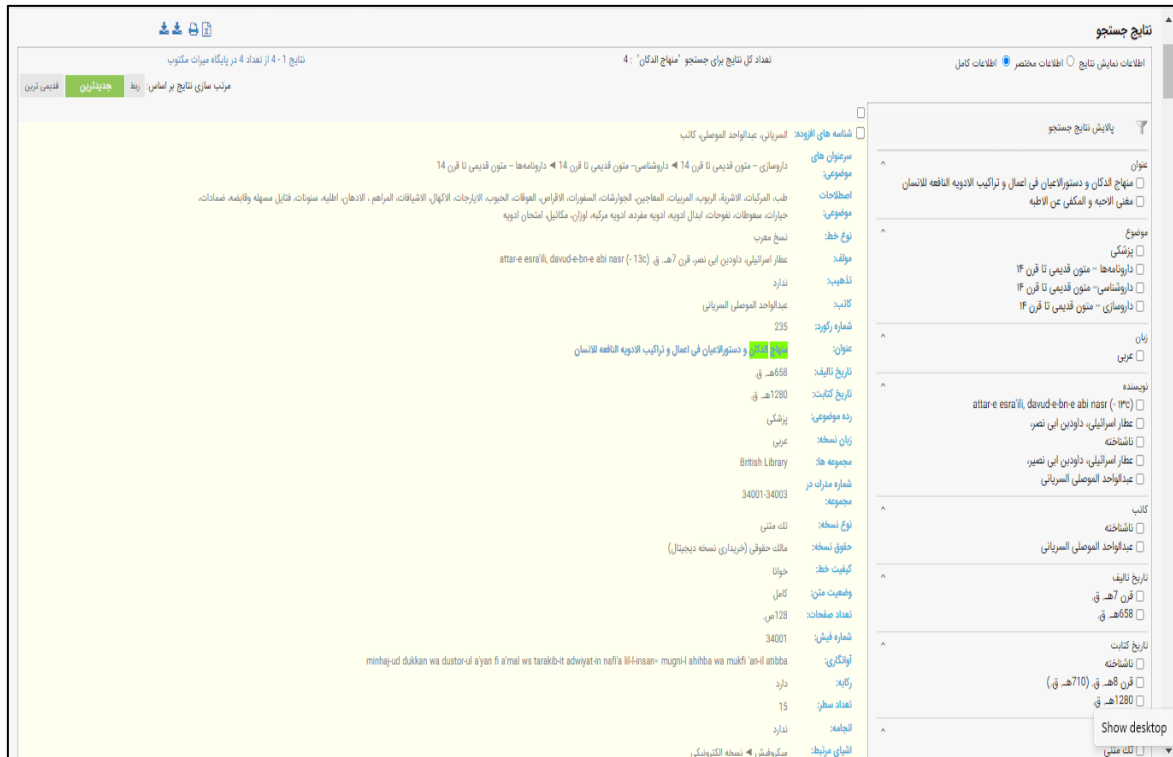 نتایج جستجو
اطلاعات نمایش نتایج اطلاعات مختصر اطلاعات کامل
تعداد کل نتایج برای جستجو "منهاج الدکان" : 4
نتایج 1 - 4 از تعداد 4 در پایگاه میراث مکتوب
مرتب سازی نتایج بر اساس: ربط جدیدترین قدیمی ترین
پالایش نتایج جستجو
عنوان
منهاج الدکان و دستورالاعیان فی اعمال و تراکیب الادویه النافعه للانسان
مغنی الاحبه و المکفی عن الاطبه
موضوع
پزشکی
دارونامه‌ها – متون قدیمی تا قرن ۱۴
داروشناسی– متون قدیمی تا قرن ۱۴
داروسازی – متون قدیمی تا قرن ۱۴
زبان
عربی
نویسنده
attar-e esra'ili, davud-e-bn-e abi nasr (- ۱۳c)
عطار اسرائیلی، داودبن ابی نصر،
ناشناخته
عطار اسرائیلی، داودبن ابی نصیر،
عبدالواحد الموصلی السریانی
کاتب
ناشناخته
عبدالواحد الموصلی السریانی
تاریخ تالیف
قرن 7هـ. ق.
658هـ. ق.
تاریخ کتابت
ناشناخته
قرن 8هـ. ق. (710هـ. ق.)
1280هـ. ق.
Show desktop
تک متنی
شناسه های افزوده: السریانی، عبدالواحد الموصلی، کاتب
سرعنوان های موضوعی: داروسازی – متون قدیمی تا قرن 14 ◄ داروشناسی– متون قدیمی تا قرن 14 ◄ دارونامه‌ها – متون قدیمی تا قرن 14
اصطلاحات موضوعی: طب، المرکبات، الاشربة، الربوب، المربیات، المعاجین، الجوارشات، السفورات، الاقراص، العوقات، الحبوب، الایارجات، الاکهال، الاشیافات، المراهم ، الادهان، اطلیه، سنونات، فتایل مسهله وقابضه، ضمادات،
جبارات، سعوطات، نفوحات، ابدال ادویه، ادویه مفرده، ادویه مرکبه، اوزان، مکائیل، امتحان ادویه
نوع خط: نسخ معرب
مولف: عطار اسرائیلی، داودبن ابی نصر، قرن 7هـ. ق. attar-e esra'ili, davud-e-bn-e abi nasr (- 13c)
تذهیب: ندارد
کاتب: عبدالواحد الموصلی السریانی
شماره رکورد: 235
عنوان: منهاج الدکان و دستورالاعیان فی اعمال و تراکیب الادویه النافعه للانسان
تاریخ تالیف: 658هـ. ق.
تاریخ کتابت: 1280هـ. ق.
رده موضوعی: پزشکی
زبان نسخه: عربی
مجموعه ها: British Library
شماره مدرک در مجموعه: 34001-34003
نوع نسخه: تک متنی
حقوق نسخه: مالک حقوقی (خریداری نسخه دیجیتال)
کیفیت خط: خوانا
وضعیت متن: کامل
تعداد صفحات: 128ص.
شماره فیش: 34001
آوانگاری: minhaj-ud dukkan wa dustor-ul a'yan fi a'mal ws tarakib-it adwiyat-in nafi'a lil-l-insan= mugni-l ahihba wa mukfi 'an-il atibba
رکابه: دارد
تعداد سطر: 15
انجامه: ندارد
اشیای مرتبط: میکروفیش ◄ نسخه الکترونیکی